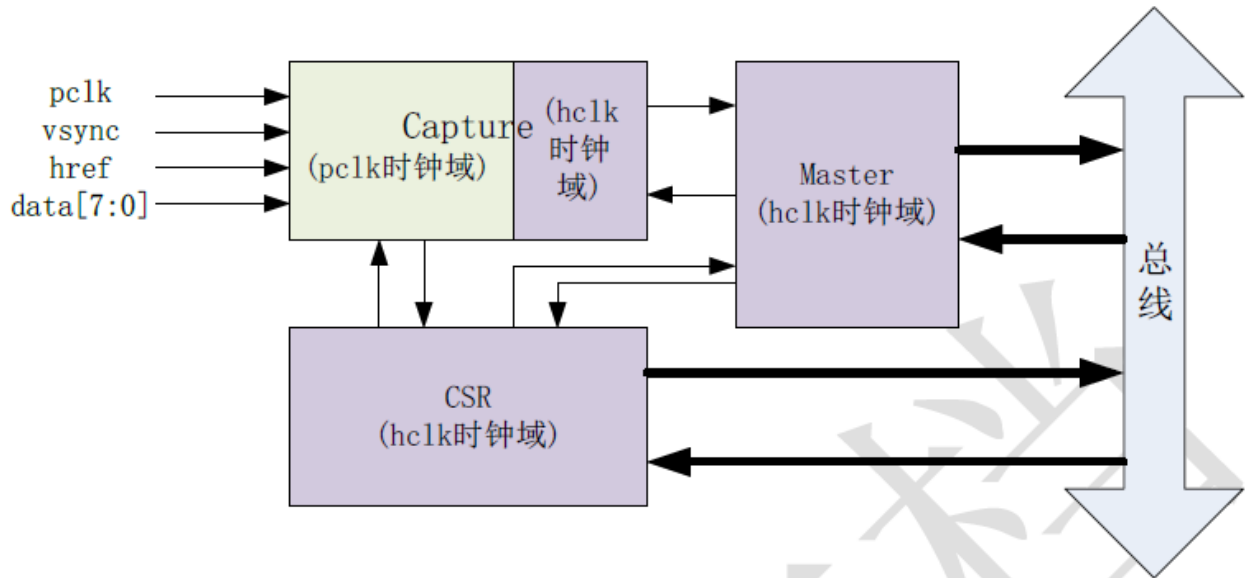 pclk
vsync
href
data[7:0]
Capture
(pclk时钟域)
(hclk
时钟
域)
Master
(hclk时钟域)
CSR
(hclk时钟域)
总
线